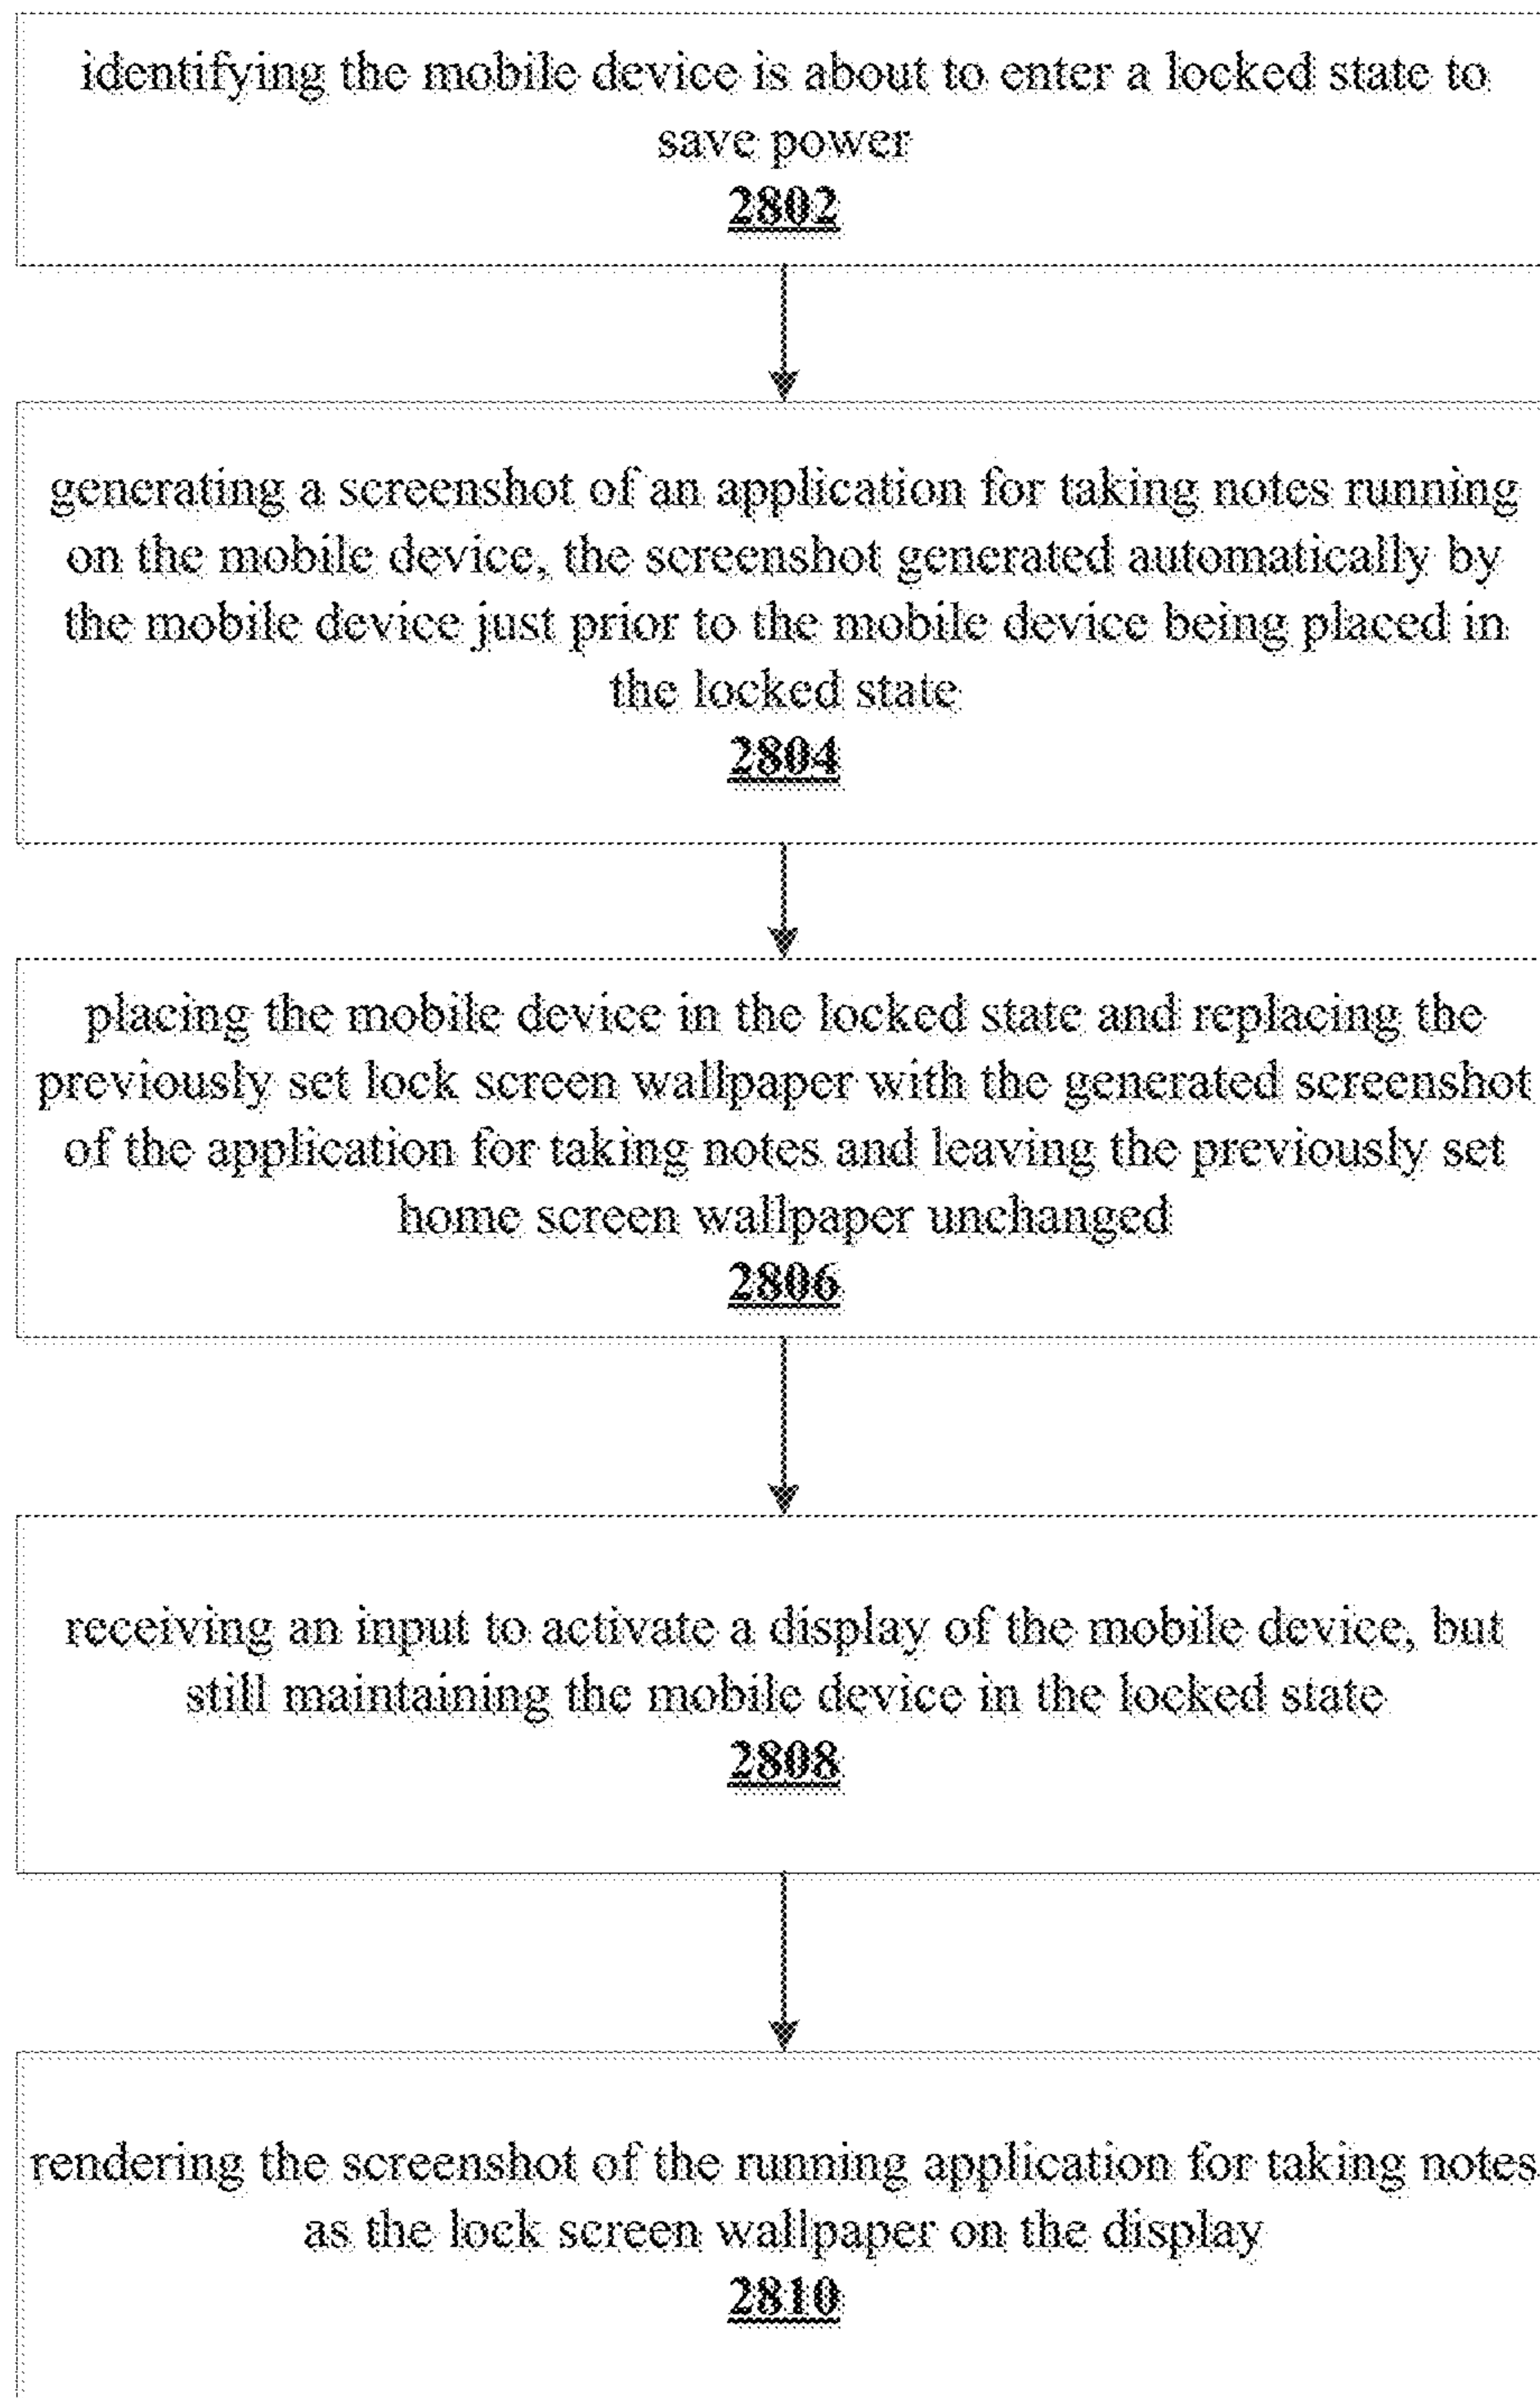 identifying the mobile device is about to enter a locked state to
save power
2802
generating a screenshot of an application for taking notes running
on the mobile device, the screenshot generated automatically by
the mobile device just prior to the mobile device being placed in
the locked state
2804
placing the mobile device in the locked state and replacing the
previously set lock screen wallpaper with the generated screenshot
of the application for taking notes and leaving the previously set
home screen wallpaper unchanged
2806
receiving an input to activate a display of the mobile device, but
still maintaining the mobile device in the locked state
2808
rendering the screenshot of the running application for taking notes
as the lock screen wallpaper on the display
2810